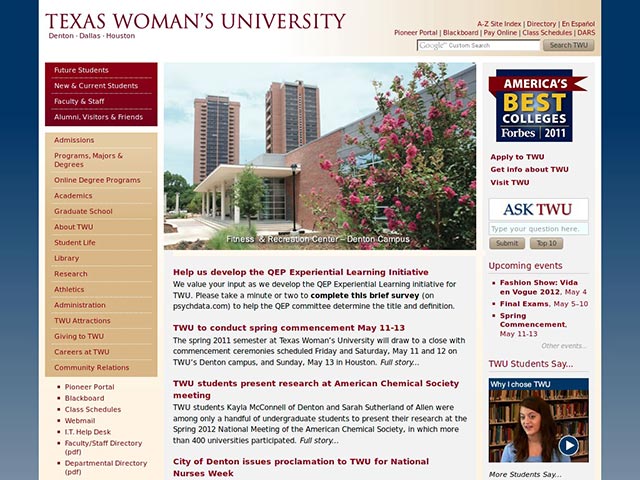 TEXAS WOMAN'S UNIVERSITY
Denton · Dallas · Houston
A-Z Site Index | Directory | En Español
Pioneer Portal | Blackboard | Pay Online | Class Schedules | DARS
Google™ Custom Search
Search TWU
Future Students
New & Current Students
Faculty & Staff
Alumni, Visitors & Friends
Admissions
Programs, Majors &
Degrees
Online Degree Programs
Academics
Graduate School
About TWU
Student Life
Library
Research
Athletics
Administration
TWU Attractions
Giving to TWU
Careers at TWU
Community Relations
Pioneer Portal
Blackboard
Class Schedules
Webmail
I.T. Help Desk
Faculty/Staff Directory
(pdf)
Departmental Directory
(pdf)
Fitness & Recreation Center – Denton Campus
Help us develop the QEP Experiential Learning Initiative
We value your input as we develop the QEP Experiential Learning initiative for
TWU. Please take a minute or two to complete this brief survey (on
psychdata.com) to help the QEP committee determine the title and definition.
TWU to conduct spring commencement May 11-13
The spring 2011 semester at Texas Woman's University will draw to a close with
commencement ceremonies scheduled Friday and Saturday, May 11 and 12 on
TWU's Denton campus, and Sunday, May 13 in Houston. Full story...
TWU students present research at American Chemical Society
meeting
TWU students Kayla McConnell of Denton and Sarah Sutherland of Allen were
among only a handful of undergraduate students to present their research at the
Spring 2012 National Meeting of the American Chemical Society, in which more
than 400 universities participated. Full story...
City of Denton issues proclamation to TWU for National
Nurses Week
AMERICA'S
BEST
COLLEGES
Forbes | 2011
Apply to TWU
Get info about TWU
Visit TWU
ASK TWU
Type your question here.
Submit
Top 10
Upcoming events
Fashion Show: Vida
en Vogue 2012, May 4
Final Exams, May 5–10
Spring
Commencement,
May 11-13
Other events...
TWU Students Say...
Why I chose TWU
More Students Say...